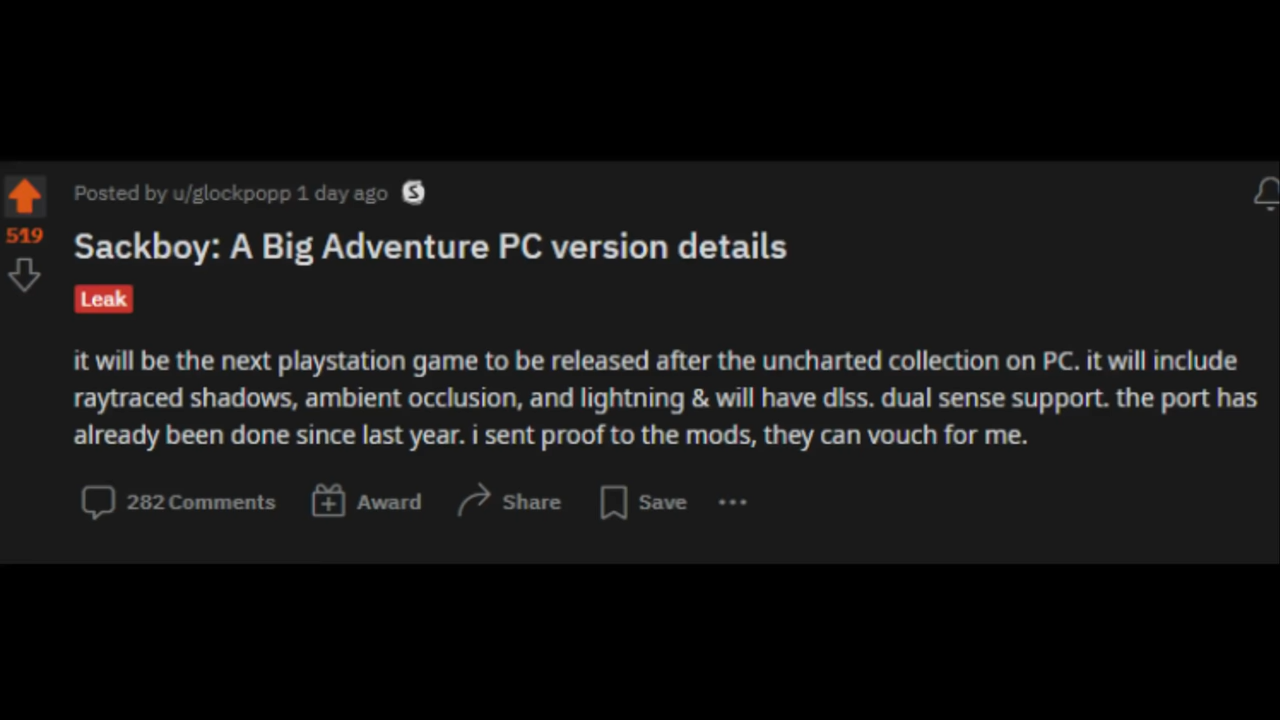 Posted by u/glockpopp 1 day ago
519
Sackboy: A Big Adventure PC version details
Leak
it will be the next playstation game to be released after the uncharted collection on PC. it will include
raytraced shadows, ambient occlusion, and lightning & will have dlss. dual sense support. the port has
already been done since last year. i sent proof to the mods, they can vouch for me.
282 Comments Award Share Save